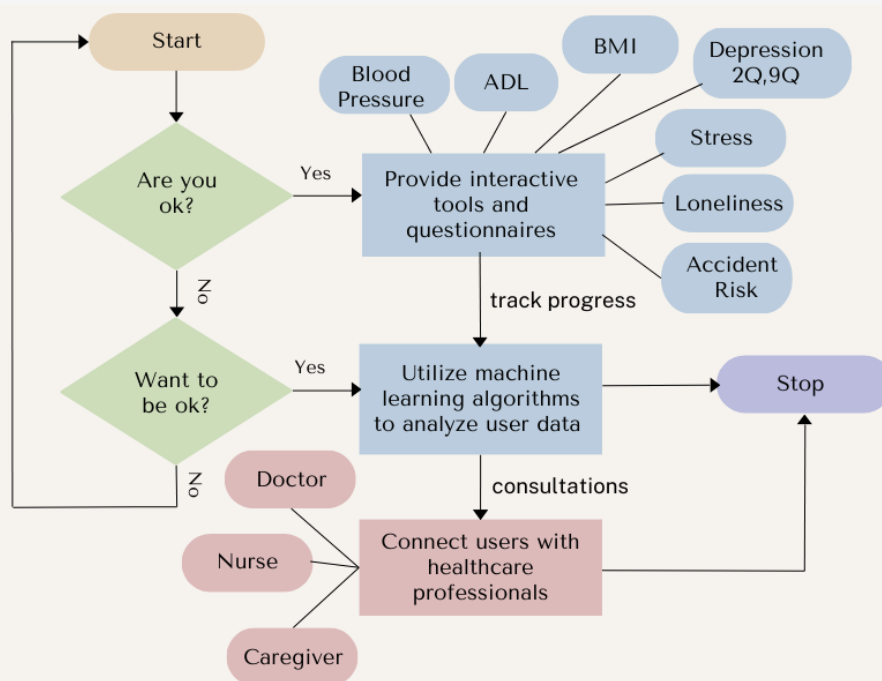 Start
Blood
Pressure
ADL
BMI
Depression
2Q,9Q
Are you
ok?
Yes
Provide interactive
tools and
questionnaires
Stress
Loneliness
Accident
Risk
No
track progress
Want to
be ok?
Yes
Utilize machine
learning algorithms
to analyze user data
Stop
No
Doctor
consultations
Nurse
Connect users with
healthcare
professionals
Caregiver